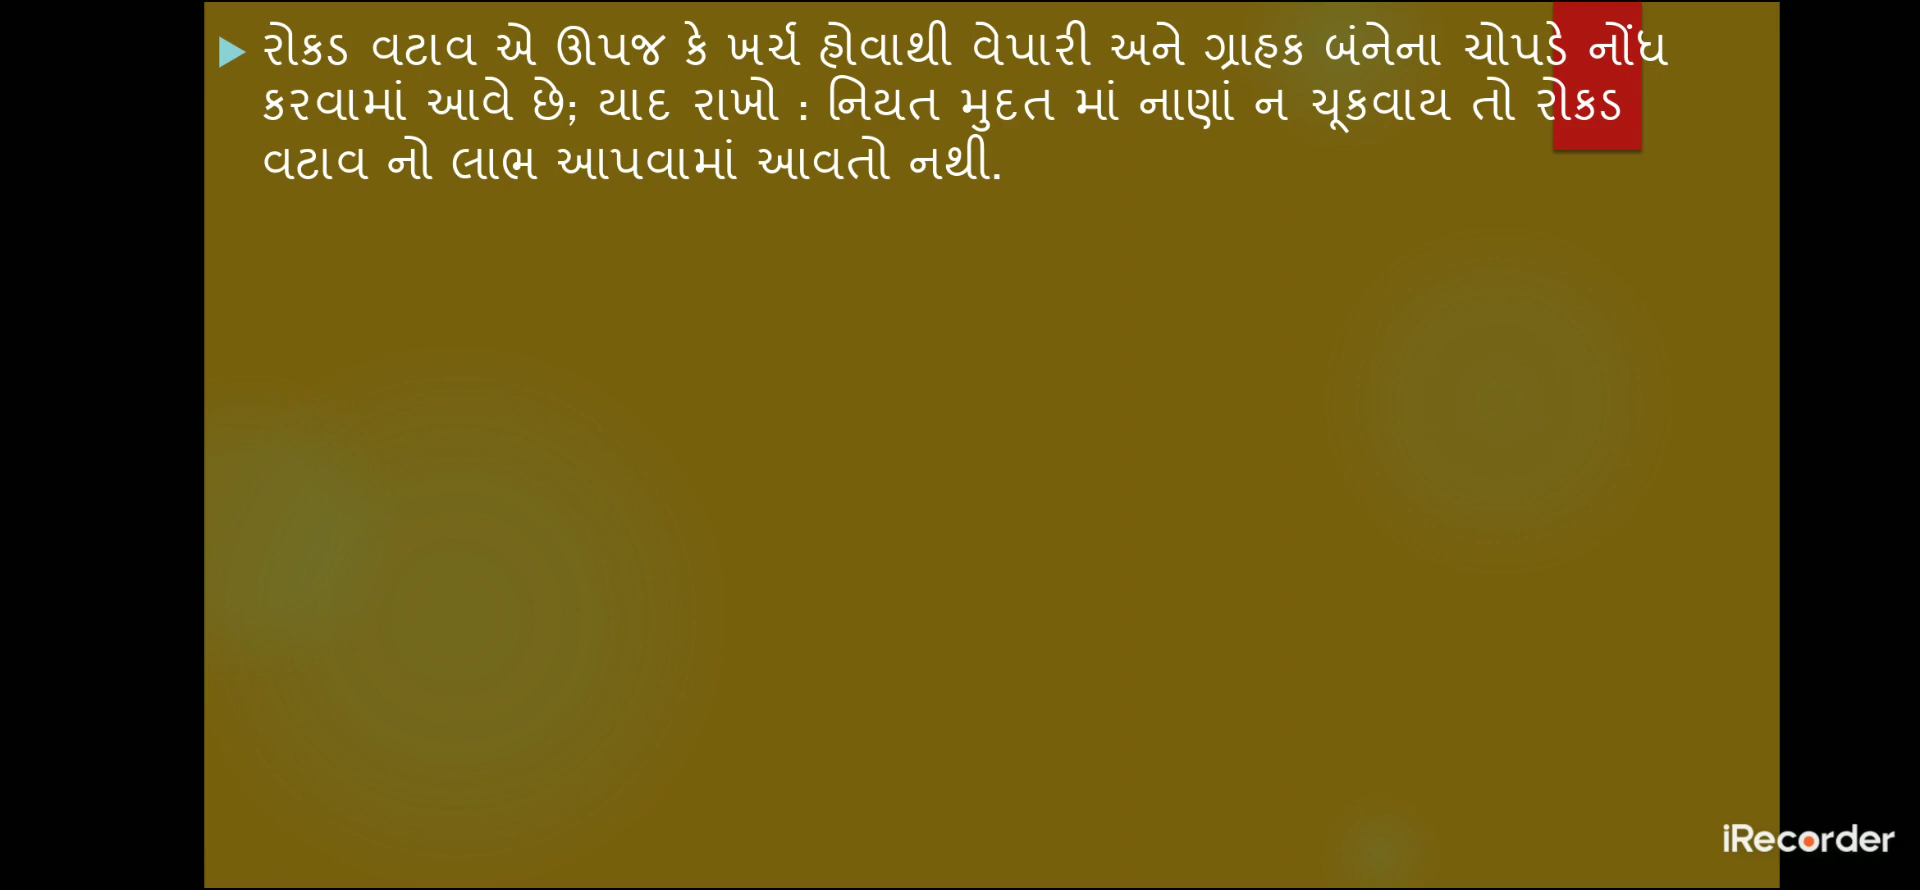 રોકડ વટાવ એ ઊપજ કે ખર્ચ હોવાથી વેપારી અને ગ્રાહક બંનેના ચોપડે નોંધ
કરવામાં આવે છે; યાદ રાખો : નિયત મુદત માં નાણાં ન ચૂકવાય તો રોકડ
વટાવ નો લાભ આપવામાં આવતો નથી.
iRecorder